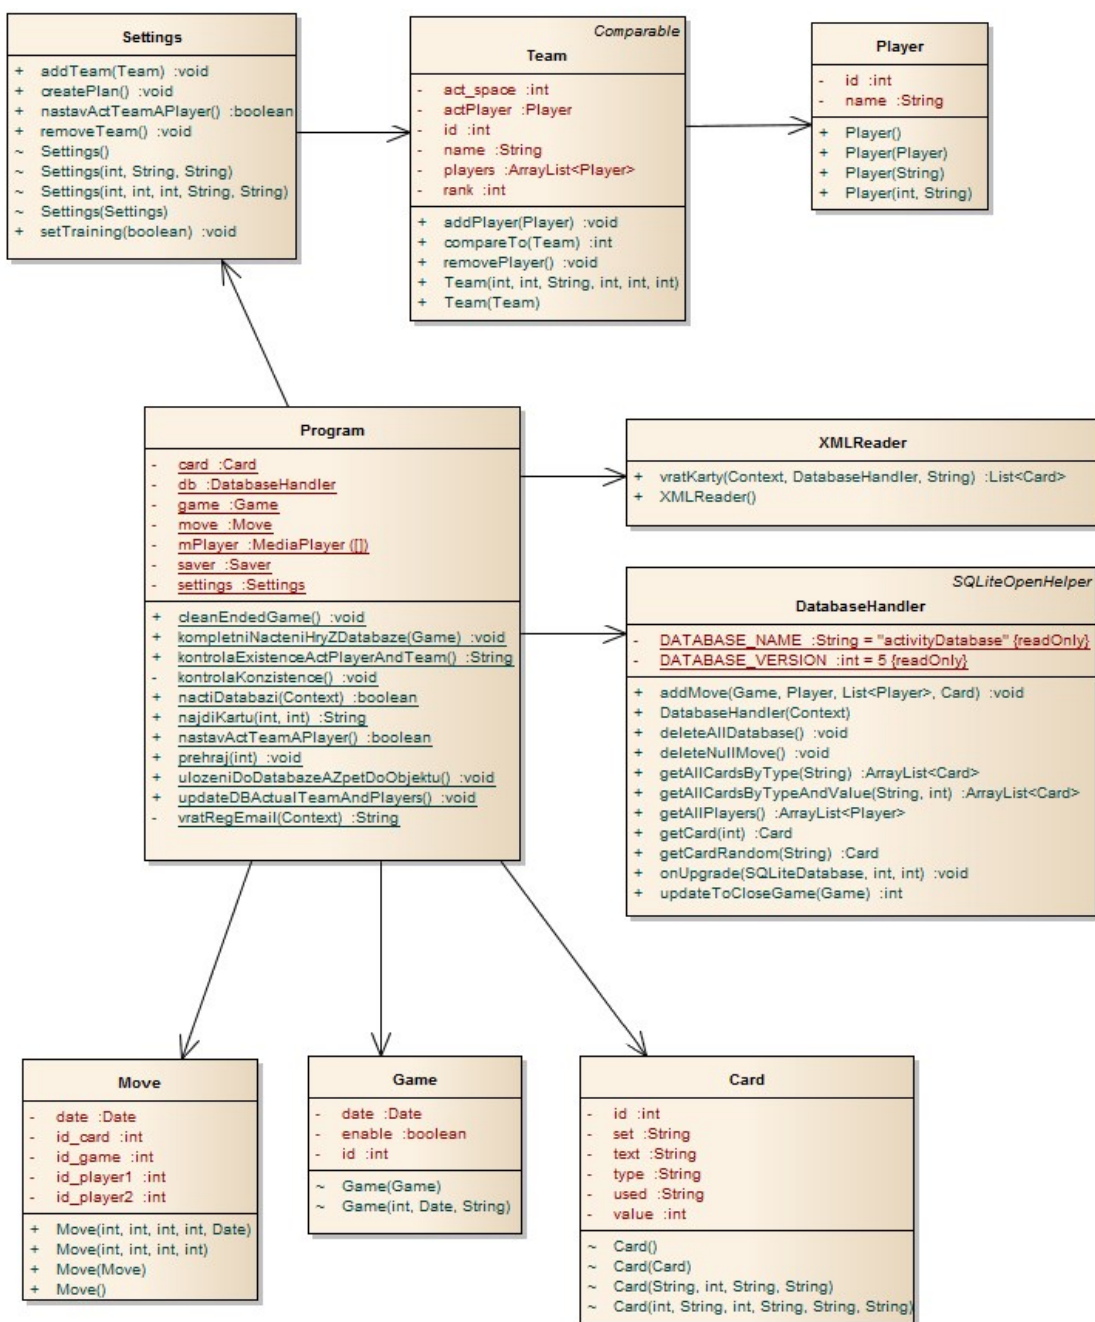 Settings
+ addTeam(Team) :void
+ createPlan() :void
+ nastavActTeamAPlayer() :boolean
+ removeTeam() :void
~ Settings()
~ Settings(int, String, String)
~ Settings(int, int, int, String, String)
~ Settings(Settings)
+ setTraining(boolean) :void
Comparable
Team
- act_space :int
- actPlayer :Player
- id :int
- name :String
- players :ArrayList<Player>
- rank :int
+ addPlayer(Player) :void
+ compareTo(Team) :int
+ removePlayer() :void
+ Team(int, int, String, int, int, int)
+ Team(Team)
Player
- id :int
- name :String
+ Player()
+ Player(Player)
+ Player(String)
+ Player(int, String)
Program
- card :Card
- db :DatabaseHandler
- game :Game
- move :Move
- mPlayer :MediaPlayer ([])
- saver :Saver
- settings :Settings
+ cleanEndedGame() :void
+ kompletniNacteniHryZDatabaze(Game) :void
+ kontrolaExistenceActPlayerAndTeam() :String
- kontrolaKonzistence() :void
+ nactiDatabazi(Context) :boolean
+ najdiKartu(int, int) :String
+ nastavActTeamAPlayer() :boolean
+ prehraj(int) :void
+ ulozeniDoDatabazeAZpetDoObjektu() :void
+ updateDBActualTeamAndPlayers() :void
- vratRegEmail(Context) :String
XMLReader
+ vratKarty(Context, DatabaseHandler, String) :List<Card>
+ XMLReader()
SQLiteOpenHelper
DatabaseHandler
- DATABASE_NAME :String = "activityDatabase" {readOnly}
- DATABASE_VERSION :int = 5 {readOnly}
+ addMove(Game, Player, List<Player>, Card) :void
+ DatabaseHandler(Context)
+ deleteAllDatabase() :void
+ deleteNullMove() :void
+ getAllCardsByType(String) :ArrayList<Card>
+ getAllCardsByTypeAndValue(String, int) :ArrayList<Card>
+ getAllPlayers() :ArrayList<Player>
+ getCard(int) :Card
+ getCardRandom(String) :Card
+ onUpgrade(SQLiteDatabase, int, int) :void
+ updateToCloseGame(Game) :int
Move
- date :Date
- id_card :int
- id_game :int
- id_player1 :int
- id_player2 :int
+ Move(int, int, int, int, Date)
+ Move(int, int, int, int)
+ Move(Move)
+ Move()
Game
- date :Date
- enable :boolean
- id :int
~ Game(Game)
~ Game(int, Date, String)
Card
- id :int
- set :String
- text :String
- type :String
- used :String
- value :int
~ Card()
~ Card(Card)
~ Card(String, int, String, String)
~ Card(int, String, int, String, String, String)